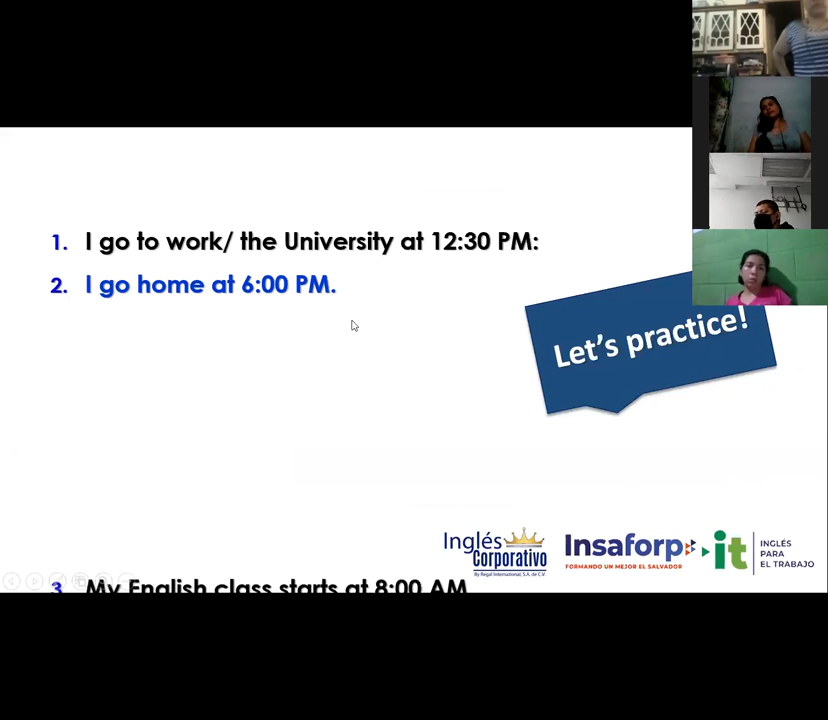 1. I go to work/ the University at 12:30 PM:
2. I go home at 6:00 PM.
Let's practice!
Inglés
Corporativo
By Regal International, S.A. de C.V.
Insaforp
FORMANDO UN MEJOR EL SALVADOR
it
INGLÉS
PARA
EL TRABAJO
3. My English class starts at 8:00 AM